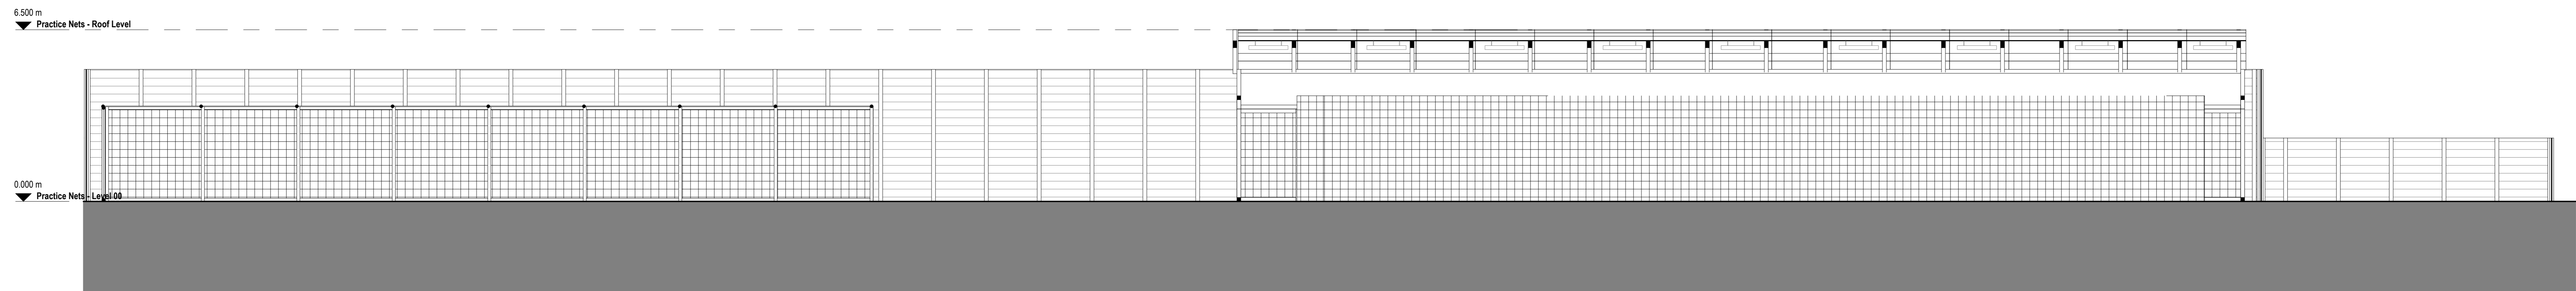 6.500 m
Practice Nets - Roof Level
0.000 m
Practice Nets - Level 00